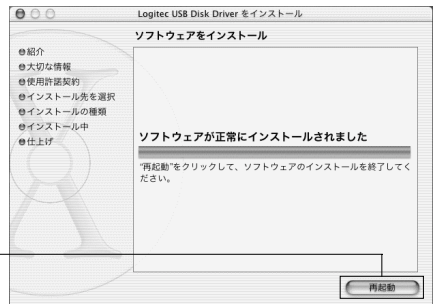 Logitec USB Disk Driver をインストール
ソフトウェアをインストール
紹介
大切な情報
使用許諾契約
インストール先を選択
インストールの種類
インストール中
仕上げ
ソフトウェアが正常にインストールされました
"再起動"をクリックして、ソフトウェアのインストールを終了してく
ださい。
再起動